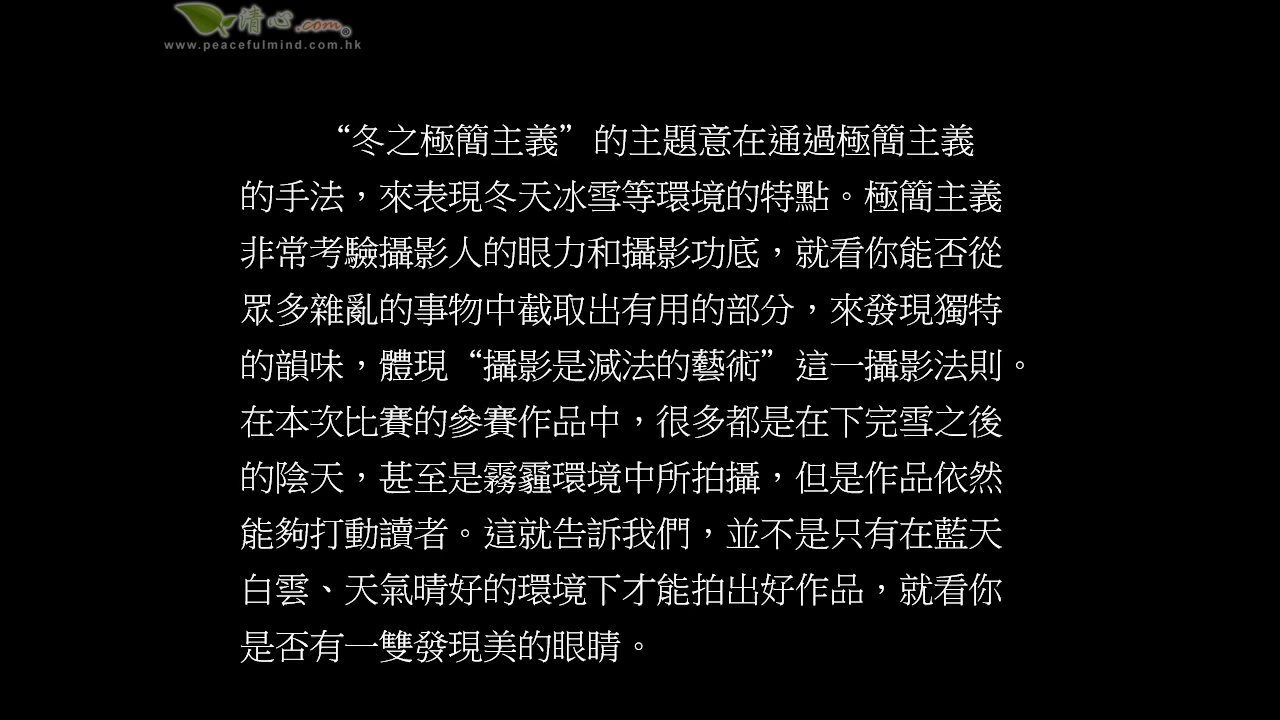 清心.com®
www.peacefulmind.com.hk
“冬之極簡主義”的主題意在通過極簡主義
的手法，來表現冬天冰雪等環境的特點。極簡主義
非常考驗攝影人的眼力和攝影功底，就看你能否從
眾多雜亂的事物中截取出有用的部分，來發現獨特
的韻味，體現“攝影是減法的藝術”這一攝影法則。
在本次比賽的參賽作品中，很多都是在下完雪之後
的陰天，甚至是霧霾環境中所拍攝，但是作品依然
能夠打動讀者。這就告訴我們，並不是只有在藍天
白雲、天氣晴好的環境下才能拍出好作品，就看你
是否有一雙發現美的眼睛。